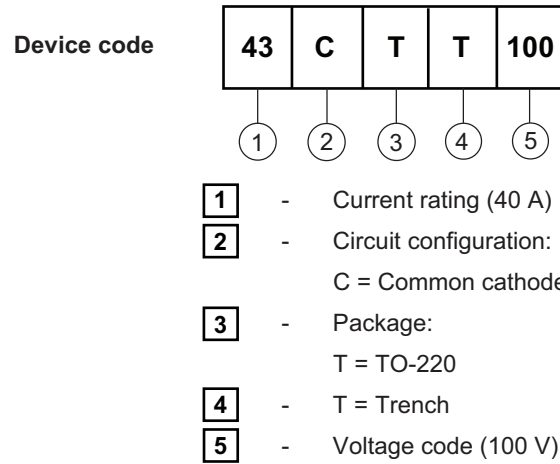 Device code 43 C T T 100
1 2 3 4 5
1 - Current rating (40 A)
2 - Circuit configuration:
C = Common cathode
3 - Package:
T = TO-220
4 - T = Trench
5 - Voltage code (100 V)